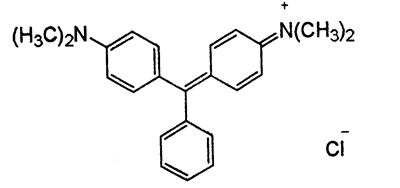 +
(H₃C)₂N N(CH₃)₂
Cl⁻